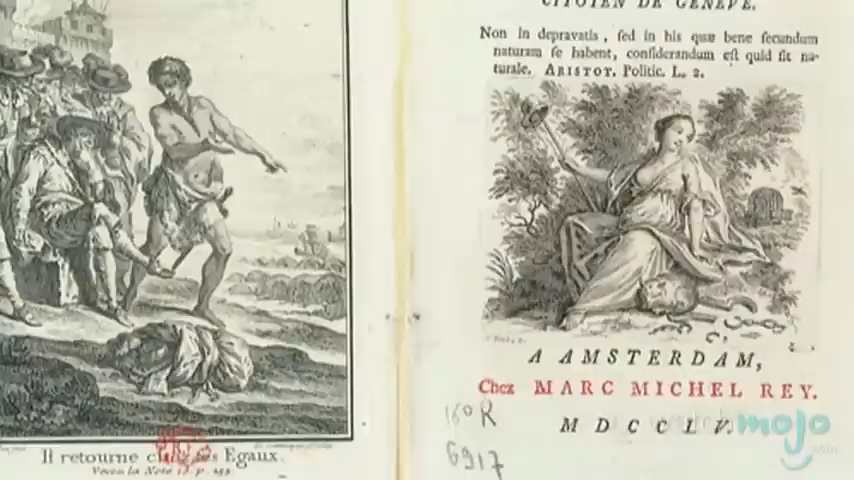 Il retourne chez ses Egaux.
Voyez la Note 13. p. 259.
CITOYEN DE GENÈVE.
Non in depravatis, ſed in his quæ bene ſecundum
naturam ſe habent, conſiderandum eſt quid ſit na-
turale. ARISTOT. Politic. L. 2.
A AMSTERDAM,
Chez MARC MICHEL REY.
MDCCLV.
160 R
6917
mojo